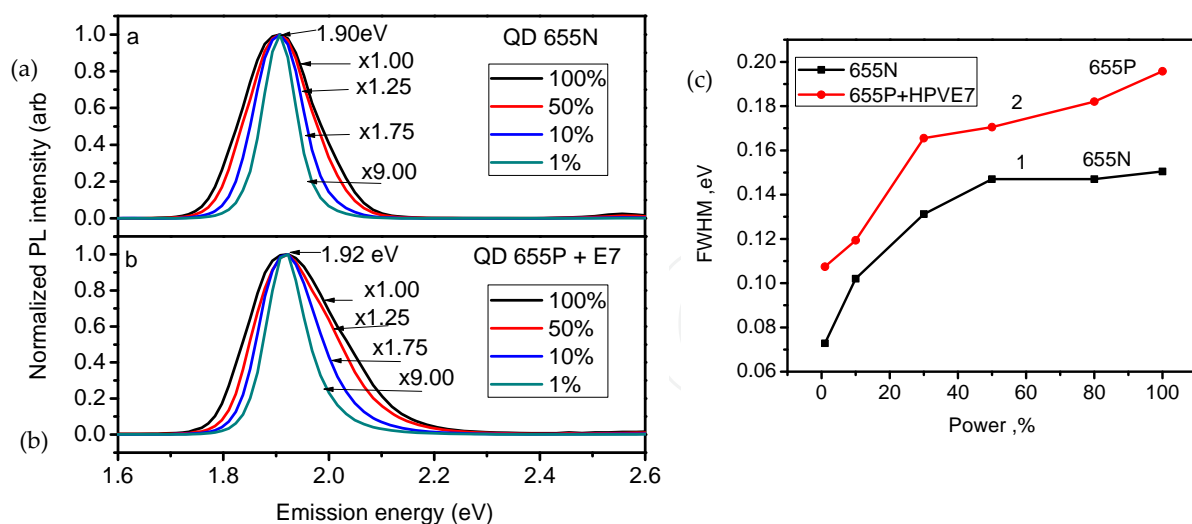 (a)
a
1.90eV
QD 655N
x1.00
x1.25
x1.75
x9.00
100%
50%
10%
1%
1.0
0.8
0.6
0.4
0.2
0.0
Normalized PL intensity (arb
(b)
b
1.92 eV
QD 655P + E7
x1.00
x1.25
x1.75
x9.00
100%
50%
10%
1%
1.0
0.8
0.6
0.4
0.2
0.0
1.6 1.8 2.0 2.2 2.4 2.6
Emission energy (eV)
(c)
655N
655P+HPVE7
655P
2
1
655N
0.20
0.18
0.16
0.14
0.12
0.10
0.08
0.06
FWHM ,eV
0 20 40 60 80 100
Power ,%